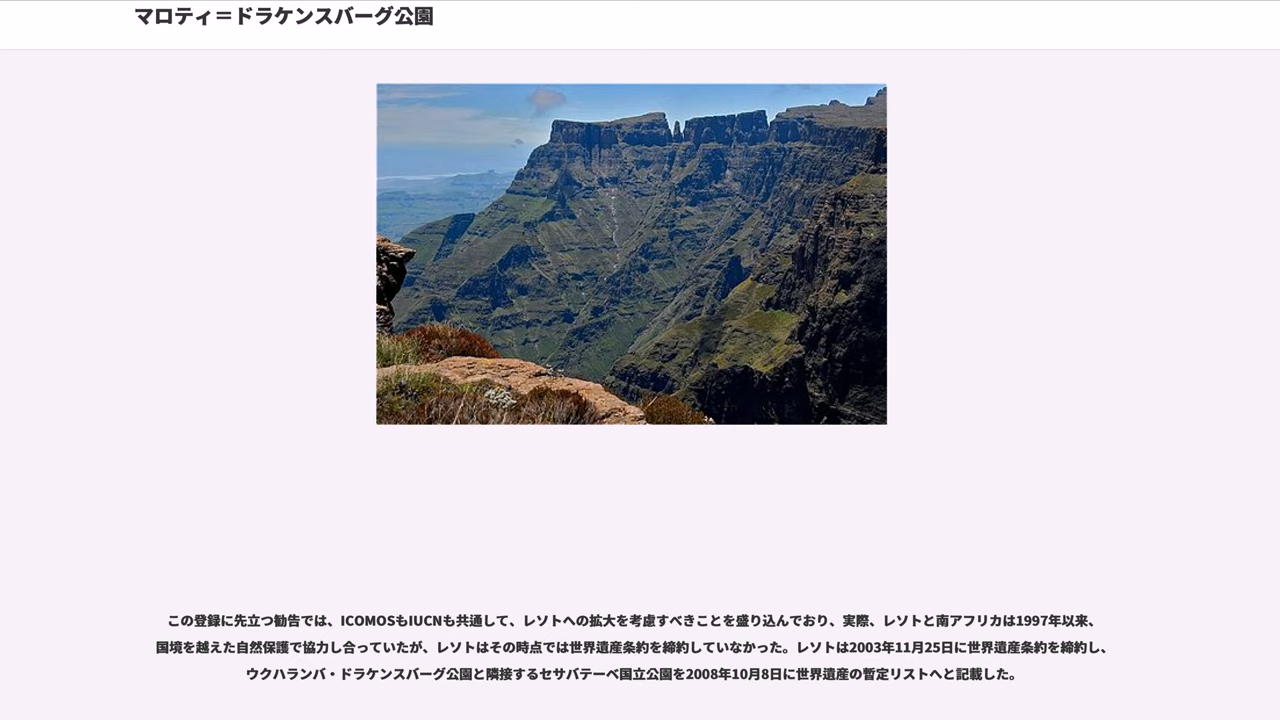 マロティ＝ドラケンスバーグ公園
この登録に先立つ勧告では、ICOMOSもIUCNも共通して、レソトへの拡大を考慮すべきことを盛り込んでおり、実際、レソトと南アフリカは1997年以来、
国境を越えた自然保護で協力し合っていたが、レソトはその時点では世界遺産条約を締約していなかった。レソトは2003年11月25日に世界遺産条約を締約し、
ウクハランバ・ドラケンスバーグ公園と隣接するセサバテーベ国立公園を2008年10月8日に世界遺産の暫定リストへと記載した。